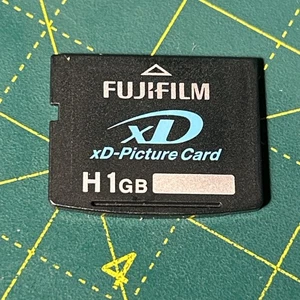 FUJIFILM
xD
xD-Picture Card
H 1GB